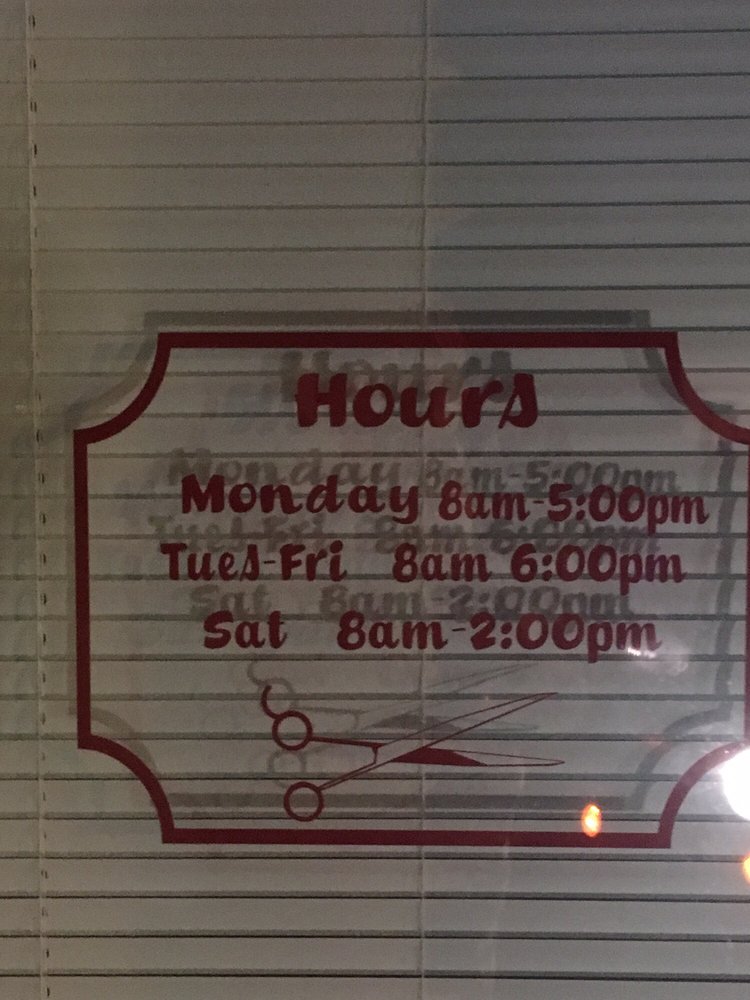 Hours
Monday 8am-5:00pm
Tues-Fri 8am 6:00pm
Sat 8am-2:00pm